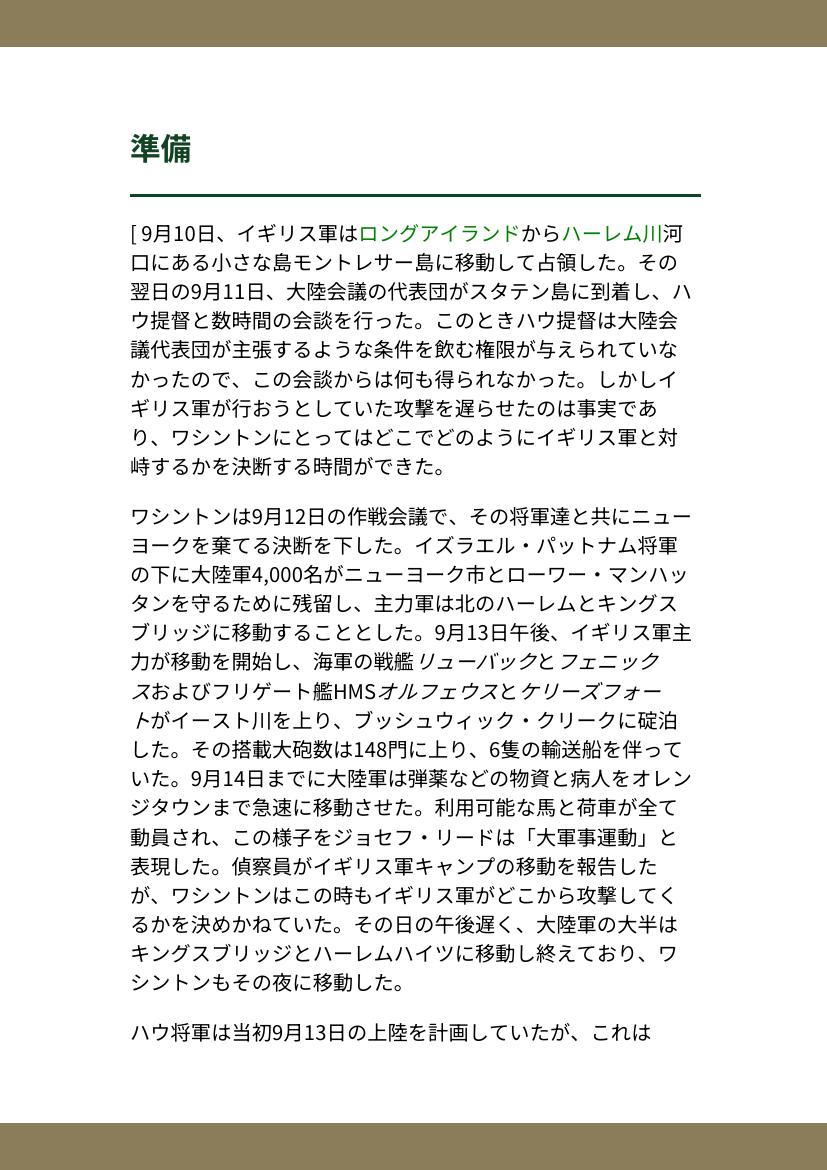 準備
[ 9月10日、イギリス軍はロングアイランドからハーレム川河
口にある小さな島モントレサー島に移動して占領した。その
翌日の9月11日、大陸会議の代表団がスタテン島に到着し、ハ
ウ提督と数時間の会談を行った。このときハウ提督は大陸会
議代表団が主張するような条件を飲む権限が与えられていな
かったので、この会談からは何も得られなかった。しかしイ
ギリス軍が行おうとしていた攻撃を遅らせたのは事実であ
り、ワシントンにとってはどこでどのようにイギリス軍と対
峙するかを決断する時間ができた。
ワシントンは9月12日の作戦会議で、その将軍達と共にニュー
ヨークを棄てる決断を下した。イズラエル・パットナム将軍
の下に大陸軍4,000名がニューヨーク市とローワー・マンハッ
タンを守るために残留し、主力軍は北のハーレムとキングス
ブリッジに移動することとした。9月13日午後、イギリス軍主
力が移動を開始し、海軍の戦艦リューバックとフェニック
スおよびフリゲート艦HMSオルフェウスとケリーズフォー
トがイースト川を上り、ブッシュウィック・クリークに碇泊
した。その搭載大砲数は148門に上り、6隻の輸送船を伴って
いた。9月14日までに大陸軍は弾薬などの物資と病人をオレン
ジタウンまで急速に移動させた。利用可能な馬と荷車が全て
動員され、この様子をジョセフ・リードは「大軍事運動」と
表現した。偵察員がイギリス軍キャンプの移動を報告した
が、ワシントンはこの時もイギリス軍がどこから攻撃してく
るかを決めかねていた。その日の午後遅く、大陸軍の大半は
キングスブリッジとハーレムハイツに移動し終えており、ワ
シントンもその夜に移動した。
ハウ将軍は当初9月13日の上陸を計画していたが、これは